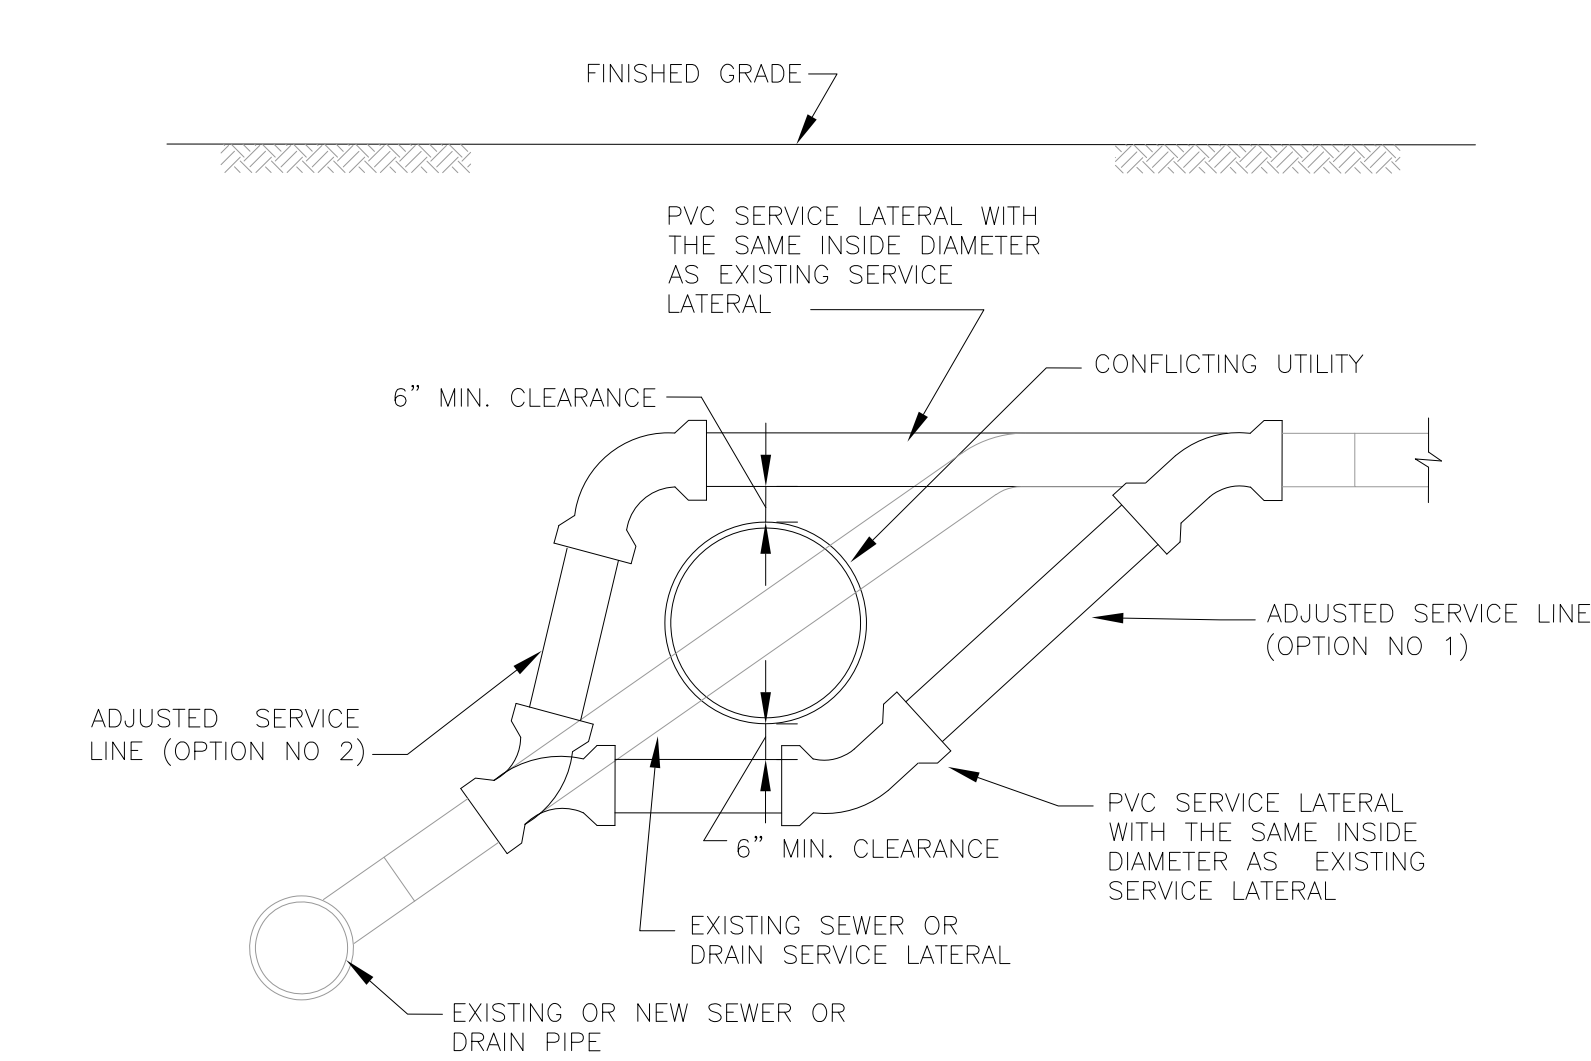 FINISHED GRADE
PVC SERVICE LATERAL WITH
THE SAME INSIDE DIAMETER
AS EXISTING SERVICE
LATERAL
CONFLICTING UTILITY
6” MIN. CLEARANCE
ADJUSTED SERVICE LINE
(OPTION NO 1)
ADJUSTED SERVICE
LINE (OPTION NO 2)
PVC SERVICE LATERAL
WITH THE SAME INSIDE
DIAMETER AS EXISTING
SERVICE LATERAL
6” MIN. CLEARANCE
EXISTING SEWER OR
DRAIN SERVICE LATERAL
EXISTING OR NEW SEWER OR
DRAIN PIPE